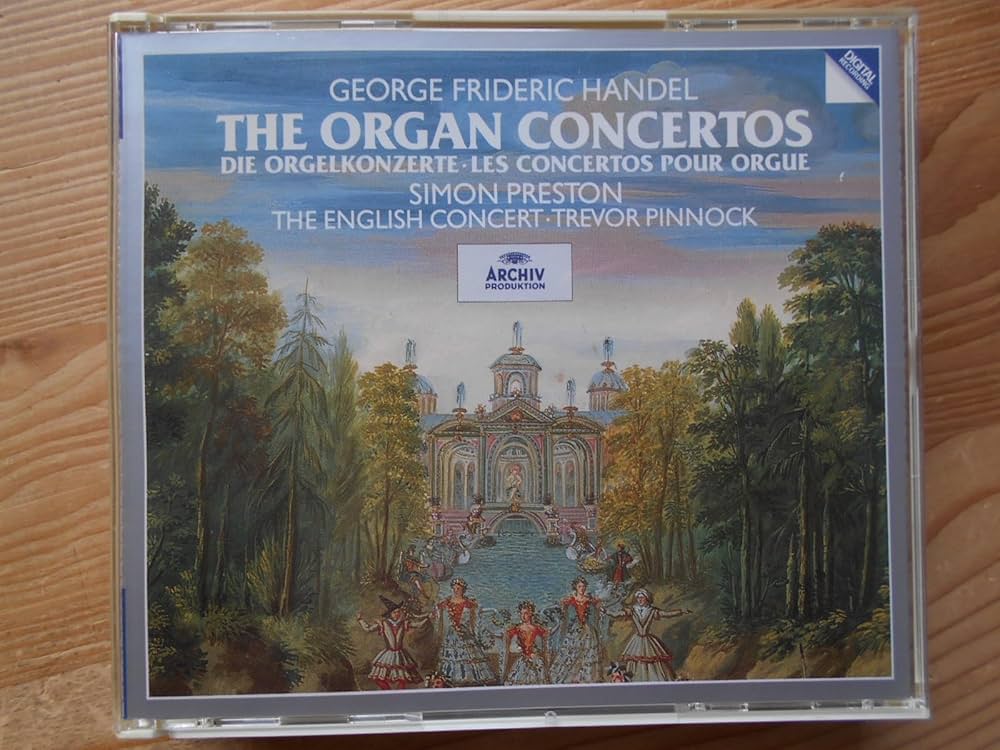 DIGITAL
RECORDING
GEORGE FRIDERIC HANDEL
THE ORGAN CONCERTOS
DIE ORGELKONZERTE·LES CONCERTOS POUR ORGUE
SIMON PRESTON
THE ENGLISH CONCERT·TREVOR PINNOCK
ARCHIV
PRODUKTION